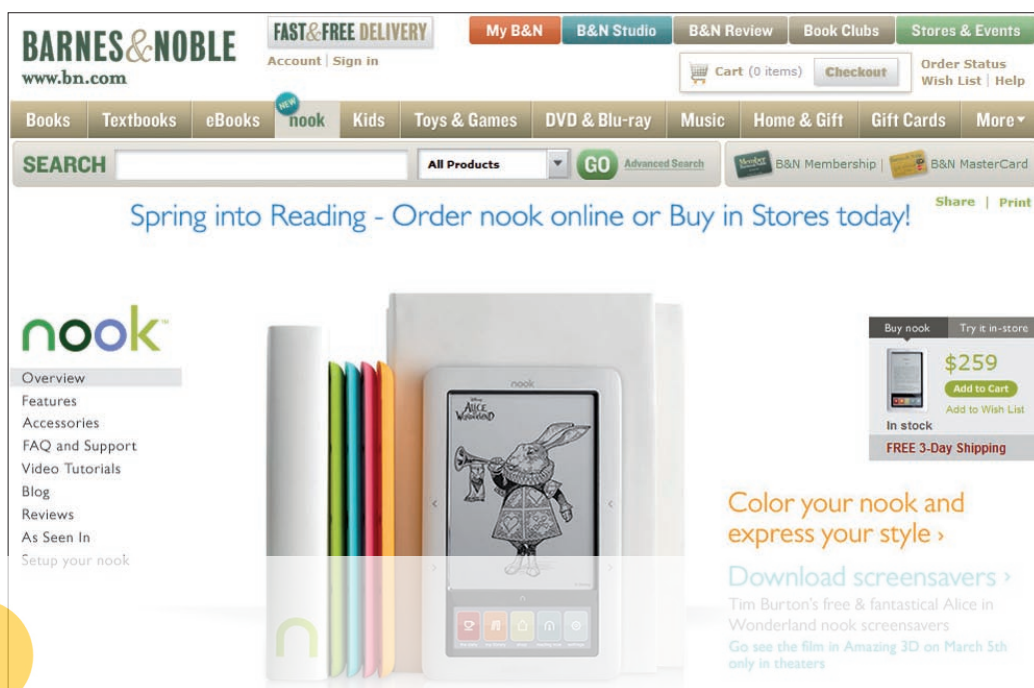 BARNES&NOBLE
www.bn.com
FAST&FREE DELIVERY
Account | Sign in
My B&N
B&N Studio
B&N Review
Book Clubs
Stores & Events
Cart (0 items)
Checkout
Order Status
Wish List | Help
Books
Textbooks
eBooks
NEW
nook
Kids
Toys & Games
DVD & Blu-ray
Music
Home & Gift
Gift Cards
More
SEARCH
All Products
GO
Advanced Search
Member
B&N Membership |
B&N MasterCard
Spring into Reading - Order nook online or Buy in Stores today!
Share | Print
nook™
Overview
Features
Accessories
FAQ and Support
Video Tutorials
Blog
Reviews
As Seen In
Setup your nook
nook
Disney
ALICE
IN
WONDERLAND
Buy nook
Try it in-store
$259
Add to Cart
Add to Wish List
In stock
FREE 3-Day Shipping
Color your nook and
express your style ›
Download screensavers ›
Tim Burton's free & fantastical Alice in
Wonderland nook screensavers
Go see the film in Amazing 3D on March 5th
only in theaters